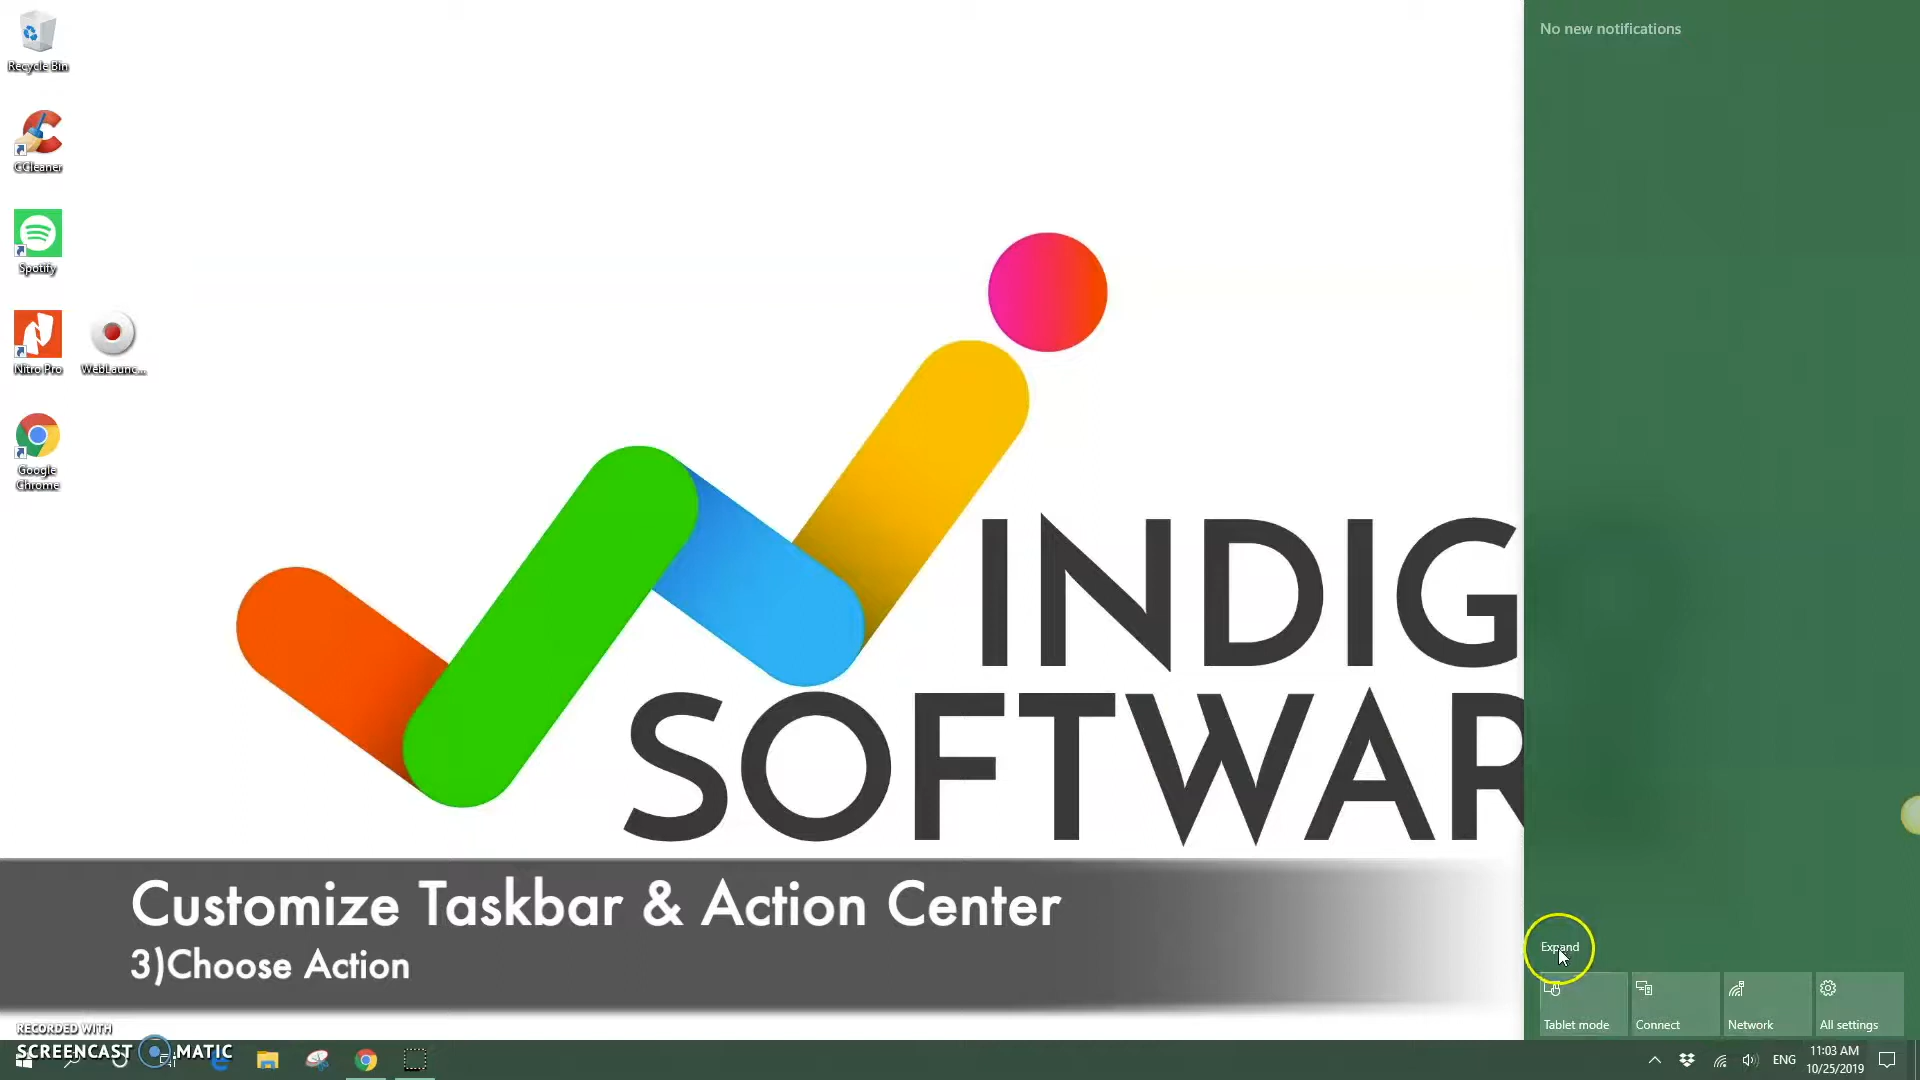 No new notifications
Recycle Bin
CCleaner
Spotify
Nitro Pro
WebLaunc...
Google
Chrome
INDIG
SOFTWAR
Customize Taskbar & Action Center
3)Choose Action
Expand
Tablet mode
Connect
Network
All settings
RECORDED WITH
SCREENCAST MATIC
ENG
11:03 AM
10/25/2019